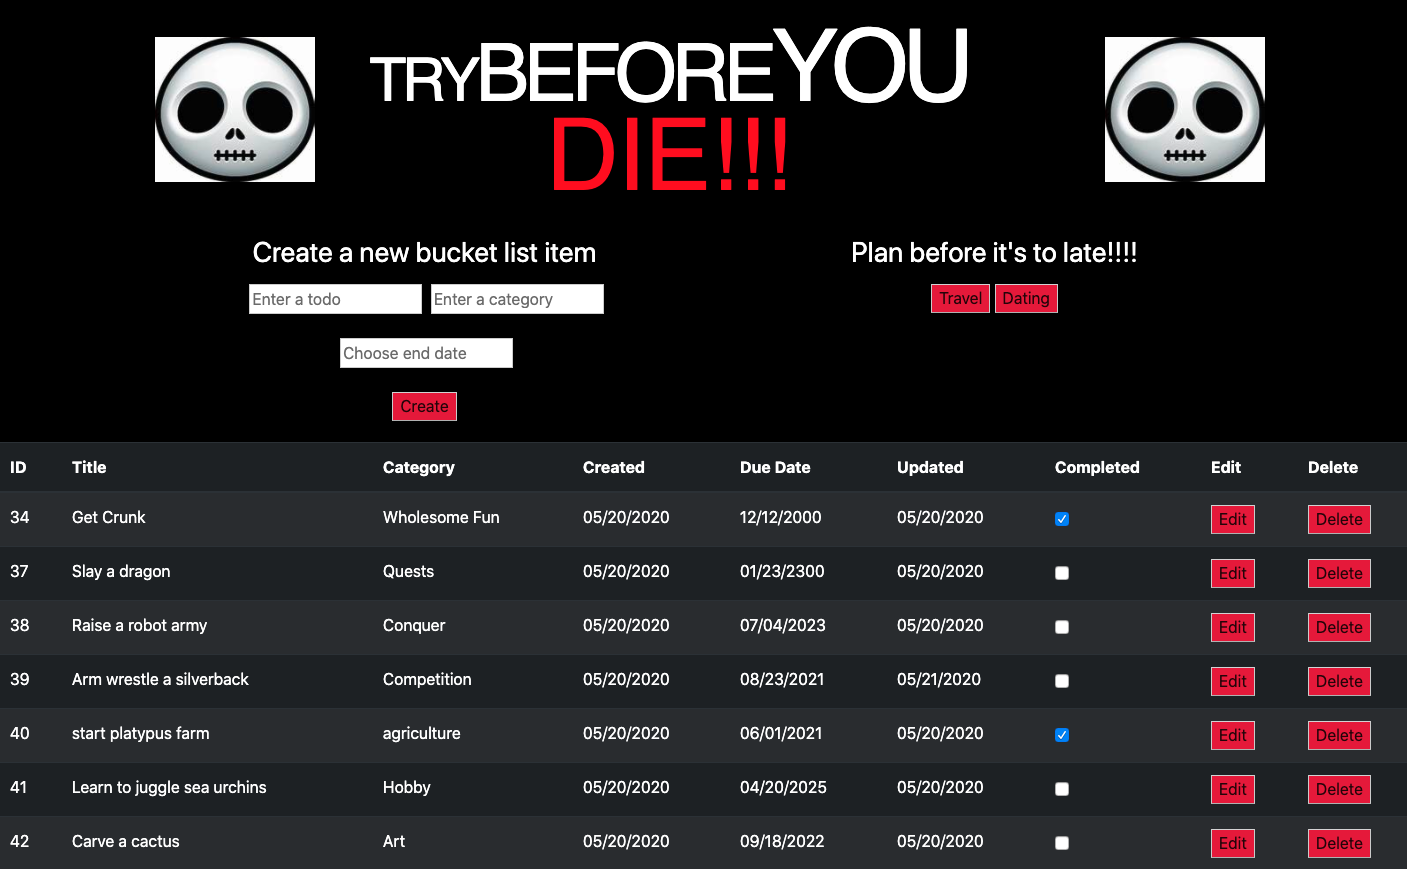 TRYBEFOREYOU
DIE!!!
Create a new bucket list item
Plan before it's to late!!!!
Enter a todo Enter a category
Travel Dating
Choose end date
Create
ID Title Category Created Due Date Updated Completed Edit Delete
34 Get Crunk Wholesome Fun 05/20/2020 12/12/2000 05/20/2020 Edit Delete
37 Slay a dragon Quests 05/20/2020 01/23/2300 05/20/2020 Edit Delete
38 Raise a robot army Conquer 05/20/2020 07/04/2023 05/20/2020 Edit Delete
39 Arm wrestle a silverback Competition 05/20/2020 08/23/2021 05/21/2020 Edit Delete
40 start platypus farm agriculture 05/20/2020 06/01/2021 05/20/2020 Edit Delete
41 Learn to juggle sea urchins Hobby 05/20/2020 04/20/2025 05/20/2020 Edit Delete
42 Carve a cactus Art 05/20/2020 09/18/2022 05/20/2020 Edit Delete